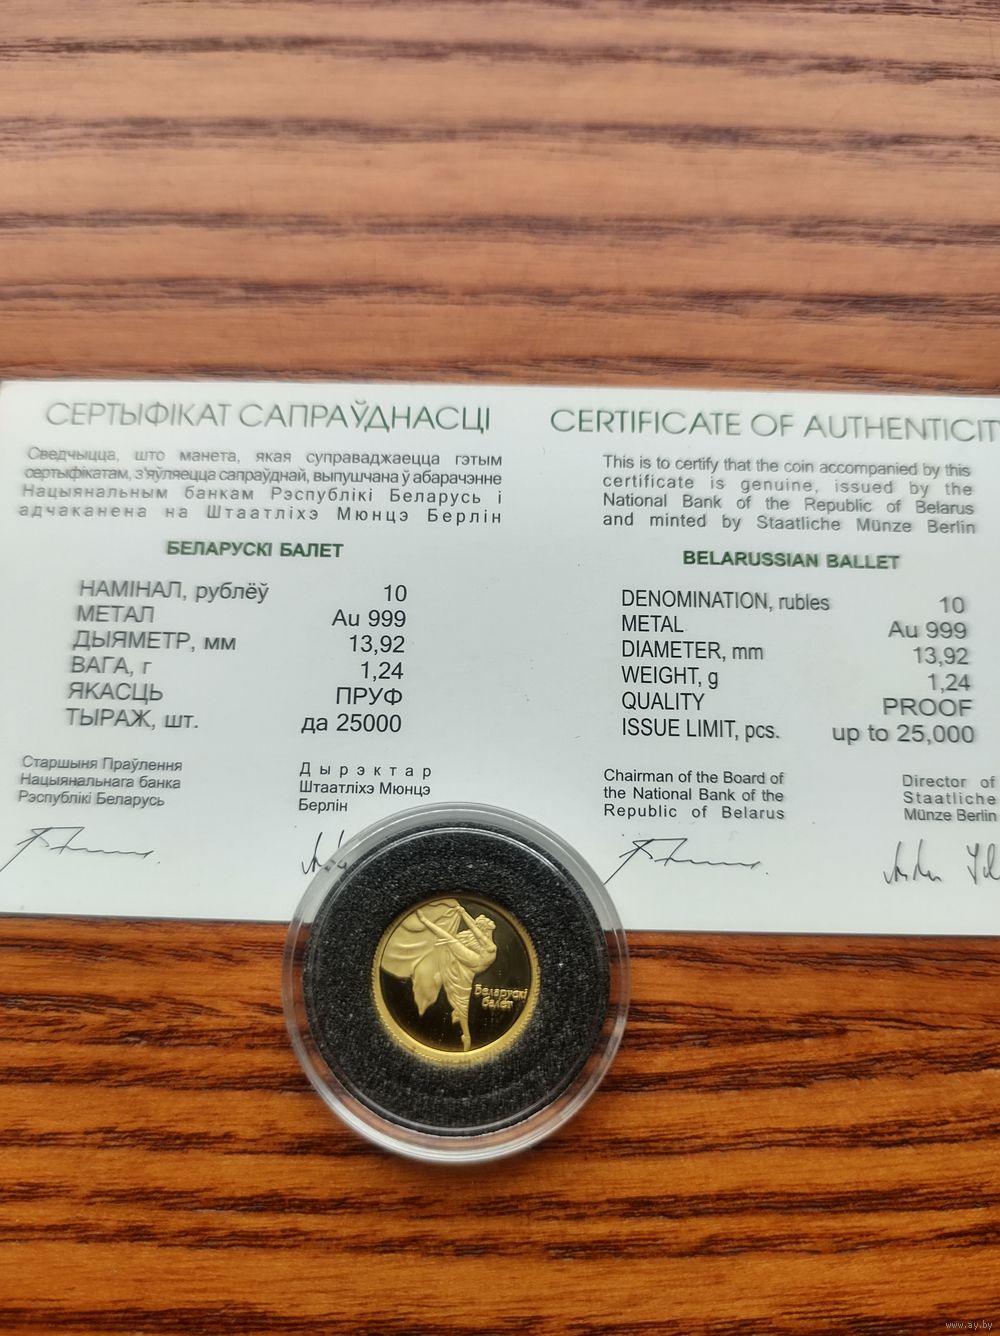 СЕРТЫФІКАТ САПРАЎДНАСЦІ
Сведчыцца, што манета, якая суправаджаецца гэтым
сертыфікатам, з'яўляецца сапраўднай, выпушчана ў абарачэнне
Нацыянальным банкам Рэспублікі Беларусь і
адчаканена на Штаатліхэ Мюнцэ Берлін
БЕЛАРУСКІ БАЛЕТ
НАМІНАЛ, рублёў 10
МЕТАЛ Au 999
ДЫЯМЕТР, мм 13,92
ВАГА, г 1,24
ЯКАСЦЬ ПРУФ
ТЫРАЖ, шт. да 25000
Старшыня Праўлення
Нацыянальнага банка
Рэспублікі Беларусь
Дырэктар
Штаатліхэ Мюнцэ
Берлін
CERTIFICATE OF AUTHENTICITY
This is to certify that the coin accompanied by this
certificate is genuine, issued by the
National Bank of the Republic of Belarus
and minted by Staatliche Münze Berlin
BELARUSSIAN BALLET
DENOMINATION, rubles 10
METAL Au 999
DIAMETER, mm 13,92
WEIGHT, g 1,24
QUALITY PROOF
ISSUE LIMIT, pcs. up to 25,000
Chairman of the Board of
the National Bank of the
Republic of Belarus
Director of
Staatliche
Münze Berlin
Беларускі
балет
www.ay.by